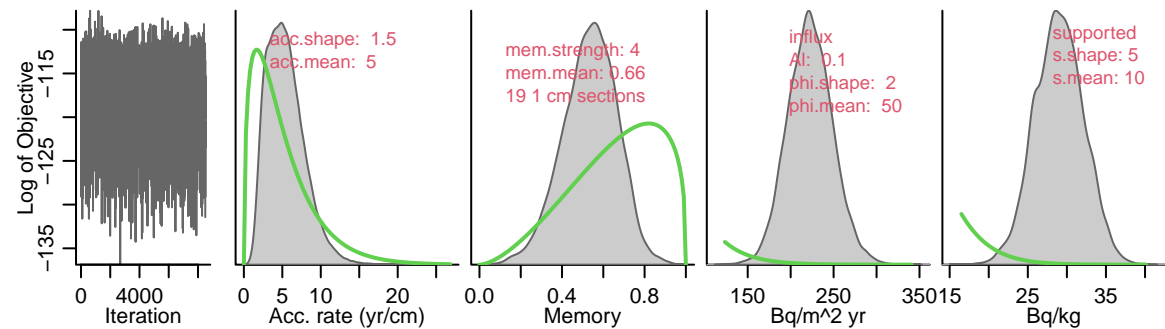 Log of Objective
−135
−125
−115
0
4000
Iteration
acc.shape: 1.5
acc.mean: 5
0
5
10
20
Acc. rate (yr/cm)
mem.strength: 4
mem.mean: 0.66
19 1 cm sections
0.0
0.4
0.8
Memory
influx
Al: 0.1
phi.shape: 2
phi.mean: 50
150
250
350
Bq/m^2 yr
supported
s.shape: 5
s.mean: 10
15
25
35
Bq/kg